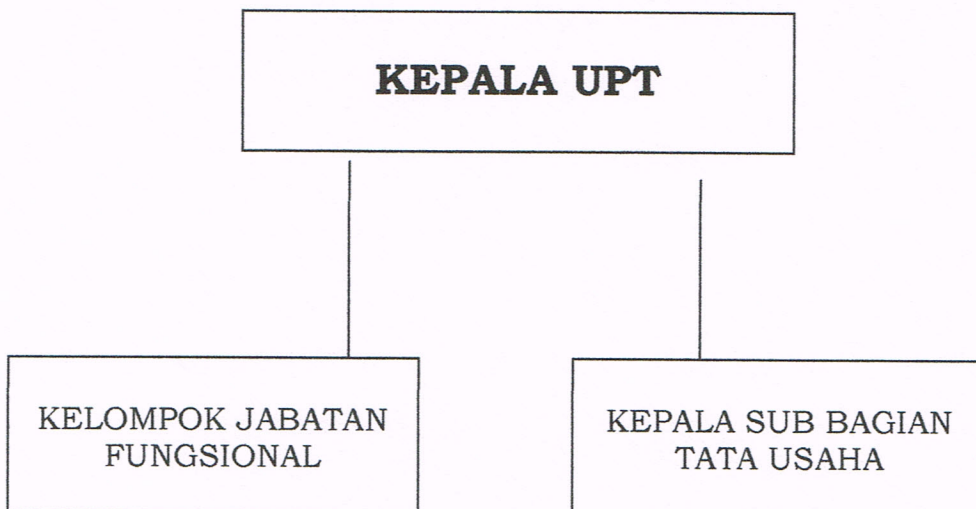 KEPALA UPT
KELOMPOK JABATAN
FUNGSIONAL
KEPALA SUB BAGIAN
TATA USAHA